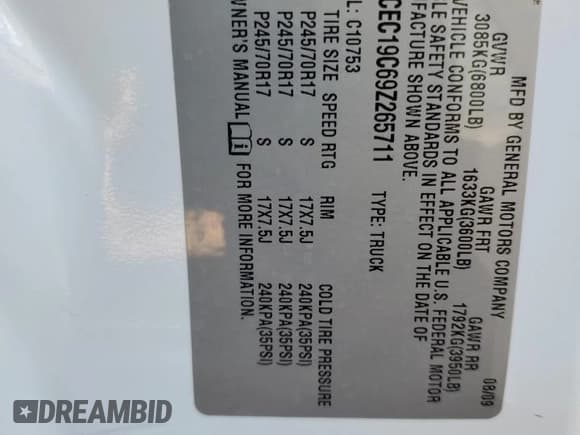 MFD BY GENERAL MOTORS COMPANY 08/09
GVWR GAWR FRT GAWR RR
3085KG(6800LB) 1633KG(3600LB) 1792KG(3950LB)
VEHICLE CONFORMS TO ALL APPLICABLE U.S. FEDERAL MOTOR
LE SAFETY STANDARDS IN EFFECT ON THE DATE OF
FACTURE SHOWN ABOVE.
CEC19C69Z265711 TYPE: TRUCK
L: C10753
TIRE SIZE SPEED RTG RIM COLD TIRE PRESSURE
P245/70R17 S 17X7.5J 240KPA(35PSI)
P245/70R17 S 17X7.5J 240KPA(35PSI)
P245/70R17 S 17X7.5J 240KPA(35PSI)
WNER'S MANUAL i FOR MORE INFORMATION.
DREAMBID